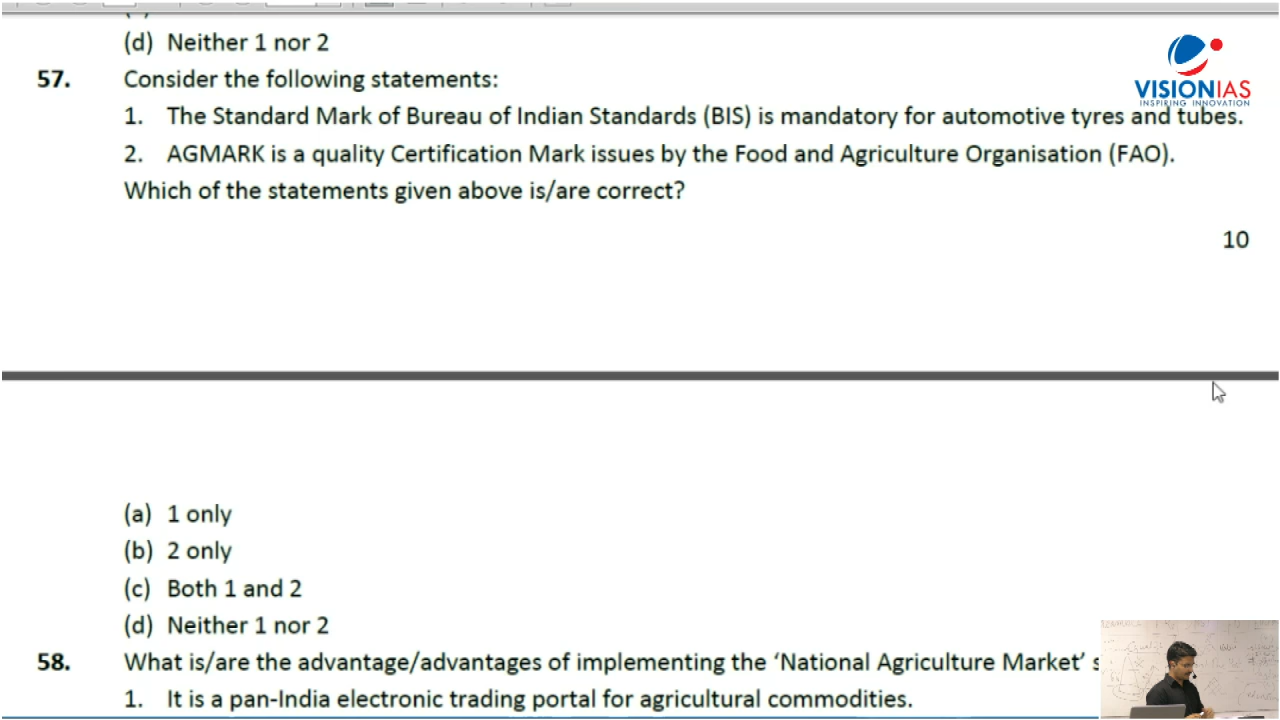 (d) Neither 1 nor 2
VISIONIAS
INSPIRING INNOVATION
57. Consider the following statements:
1. The Standard Mark of Bureau of Indian Standards (BIS) is mandatory for automotive tyres and tubes.
2. AGMARK is a quality Certification Mark issues by the Food and Agriculture Organisation (FAO).
Which of the statements given above is/are correct?
10
(a) 1 only
(b) 2 only
(c) Both 1 and 2
(d) Neither 1 nor 2
58. What is/are the advantage/advantages of implementing the ‘National Agriculture Market’ s
1. It is a pan-India electronic trading portal for agricultural commodities.